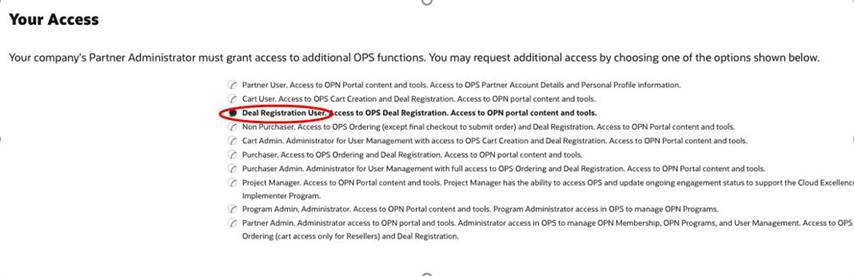 Your Access
Your company's Partner Administrator must grant access to additional OPS functions. You may request additional access by choosing one of the options shown below.
Partner User. Access to OPN Portal content and tools. Access to OPS Partner Account Details and Personal Profile information.
Cart User. Access to OPS Cart Creation and Deal Registration. Access to OPN portal content and tools.
Deal Registration User. Access to OPS Deal Registration. Access to OPN portal content and tools.
Non Purchaser. Access to OPS Ordering (except final checkout to submit order) and Deal Registration. Access to OPN Portal content and tools.
Cart Admin. Administrator for User Management with access to OPS Cart Creation and Deal Registration. Access to OPN Portal content and tools.
Purchaser. Access to OPS Ordering and Deal Registration. Access to OPN portal content and tools.
Purchaser Admin. Administrator for User Management with full access to OPS Ordering and Deal Registration. Access to OPN Portal content and tools.
Project Manager. Access to OPN Portal content and tools. Project Manager has the ability to access OPS and update ongoing engagement status to support the Cloud Excellence
Implementer Program.
Program Admin, Administrator. Access to OPN Portal content and tools. Program Administrator access in OPS to manage OPN Programs.
Partner Admin. Administrator access to OPN portal and tools. Administrator access in OPS to manage OPN Membership, OPN Programs, and User Management. Access to OPS
Ordering (cart access only for Resellers) and Deal Registration.